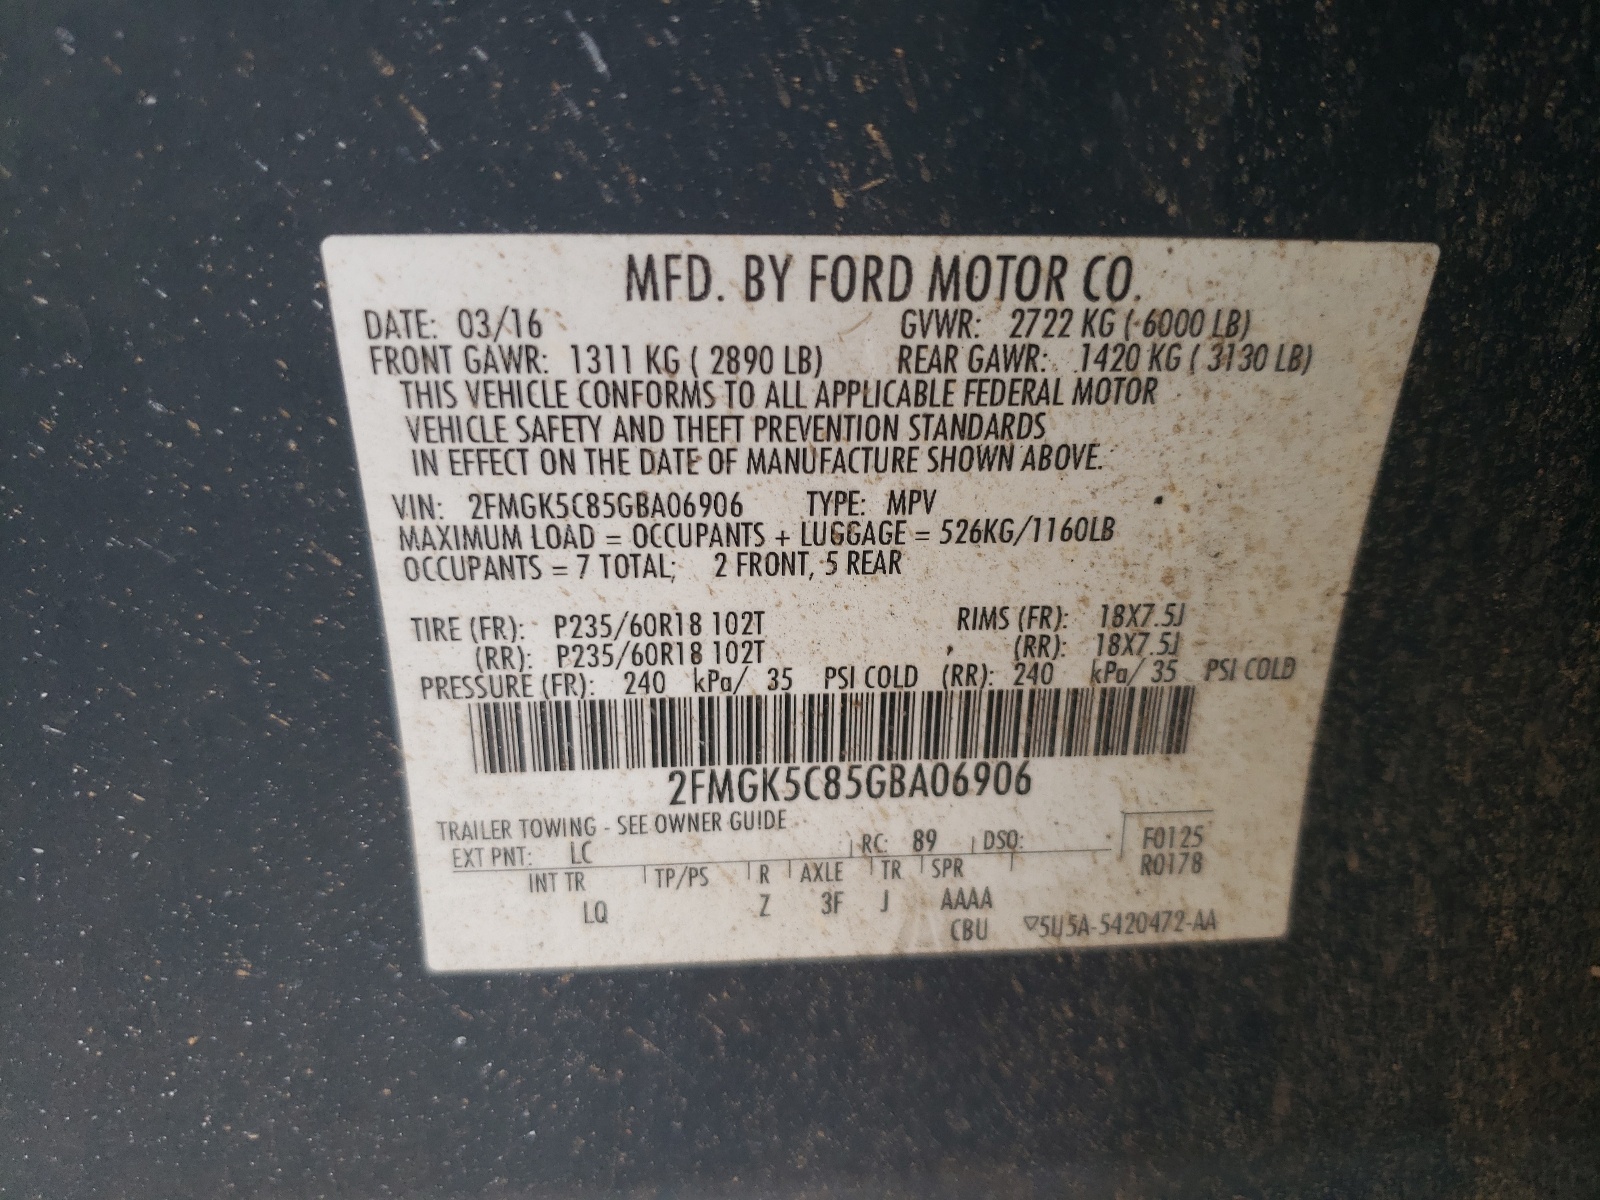 MFD. BY FORD MOTOR CO.
DATE: 03/16 GVWR: 2722 KG ( 6000 LB)
FRONT GAWR: 1311 KG ( 2890 LB) REAR GAWR: 1420 KG ( 3130 LB)
THIS VEHICLE CONFORMS TO ALL APPLICABLE FEDERAL MOTOR
VEHICLE SAFETY AND THEFT PREVENTION STANDARDS
IN EFFECT ON THE DATE OF MANUFACTURE SHOWN ABOVE.
VIN: 2FMGK5C85GBA06906 TYPE: MPV
MAXIMUM LOAD = OCCUPANTS + LUGGAGE = 526KG/1160LB
OCCUPANTS = 7 TOTAL; 2 FRONT, 5 REAR
TIRE (FR): P235/60R18 102T RIMS (FR): 18X7.5J
(RR): P235/60R18 102T (RR): 18X7.5J
PRESSURE (FR): 240 kPa/ 35 PSI COLD (RR): 240 kPa/ 35 PSI COLD
2FMGK5C85GBA06906
TRAILER TOWING - SEE OWNER GUIDE
EXT PNT: LC RC: 89 DSO: F0125
INT TR TP/PS R AXLE TR SPR R0178
LQ Z 3F J AAAA
CBU ▽5U5A-5420472-AA